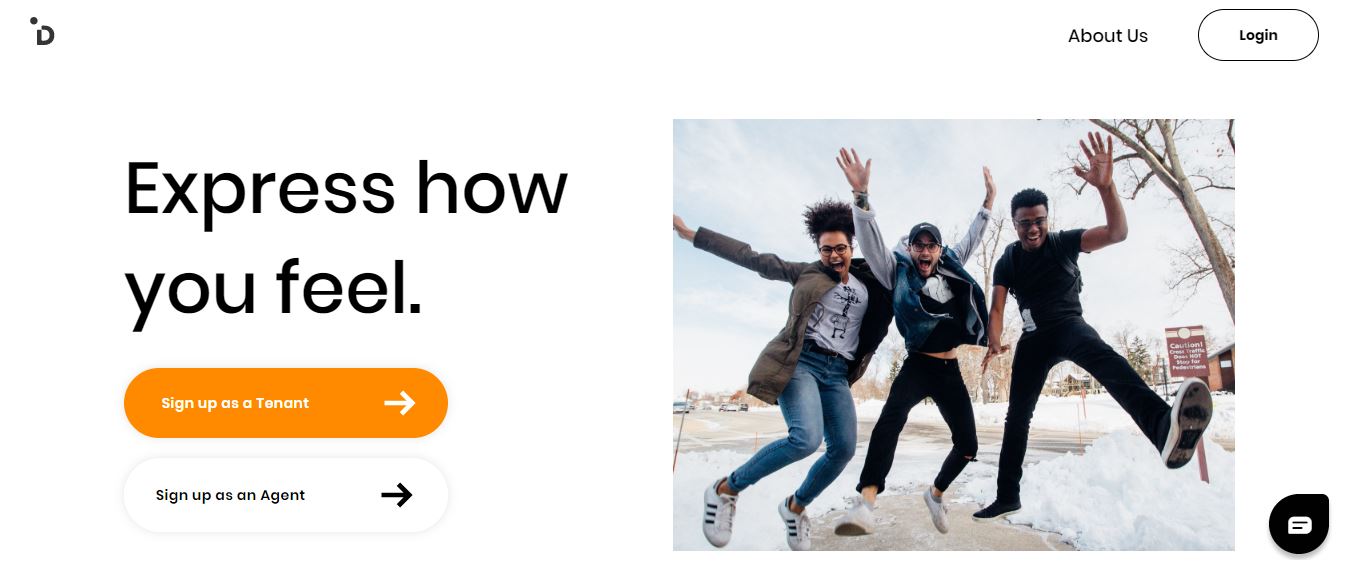 D
About Us
Login
Express how
you feel.
Sign up as a Tenant
Sign up as an Agent
Caution!
Cross Traffic
Does NOT
Stop for
Pedestrians